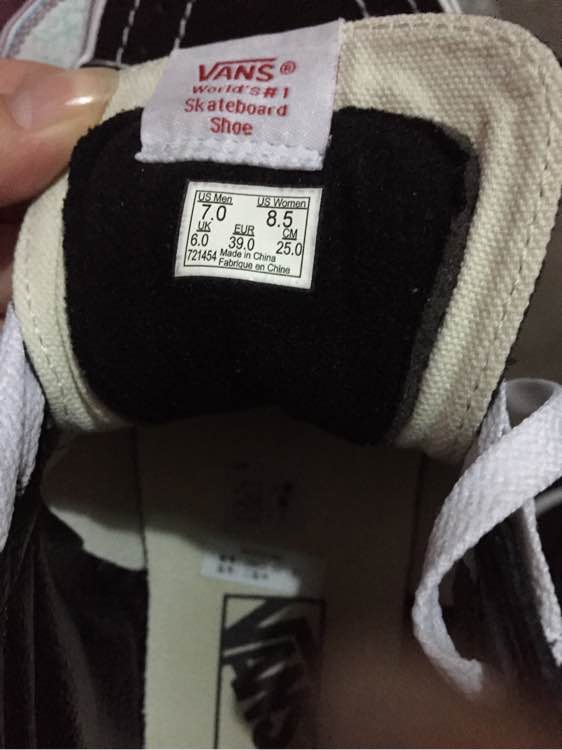 VANS®
World's #1
Skateboard
Shoe
US Men US Women
7.0 8.5
UK EUR CM
6.0 39.0 25.0
721454 Made in China
Fabrique en Chine
VANS